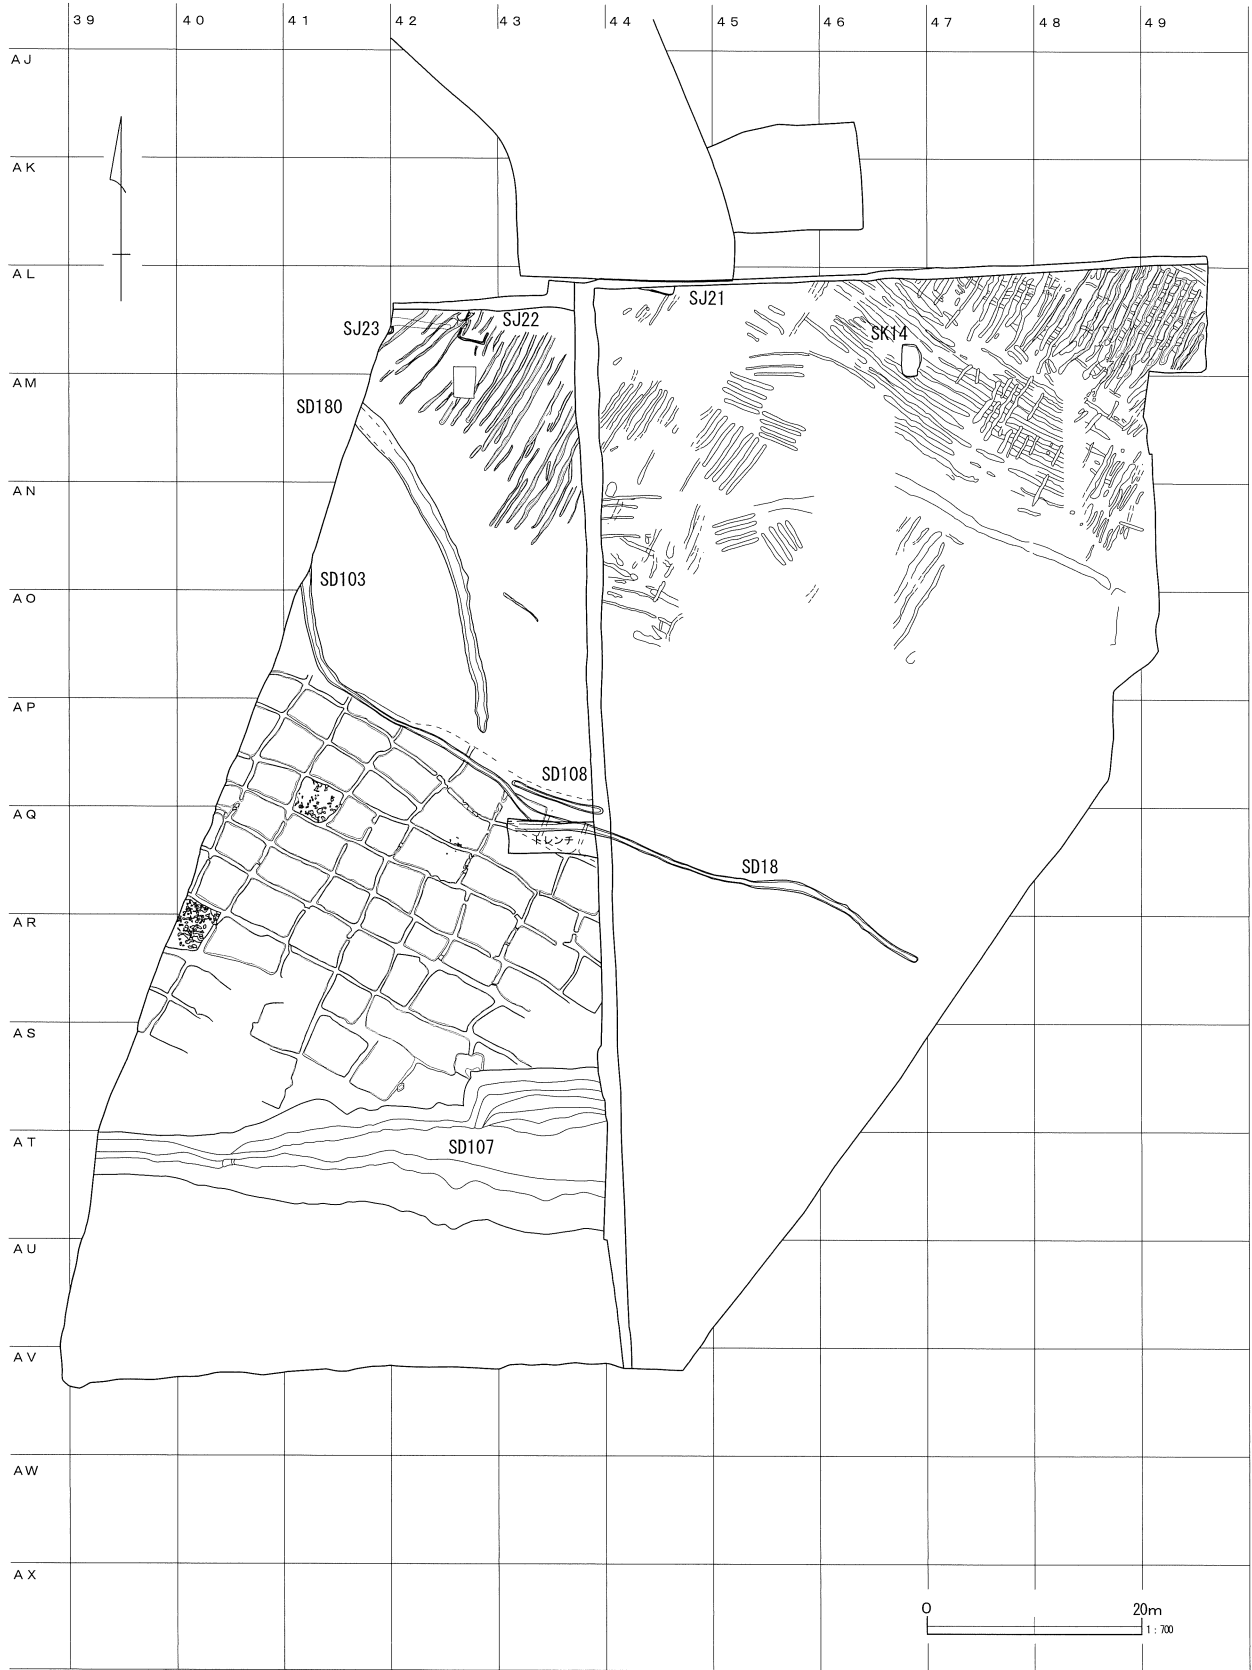 39 40 41 42 43 44 45 46 47 48 49
AJ
AK
AL
SJ21
SJ23
SJ22
SK14
AM
SD180
AN
SD103
AO
AP
SD108
AQ
トレンチ
SD18
AR
AS
AT
SD107
AU
AV
AW
AX
0 20m
1:700